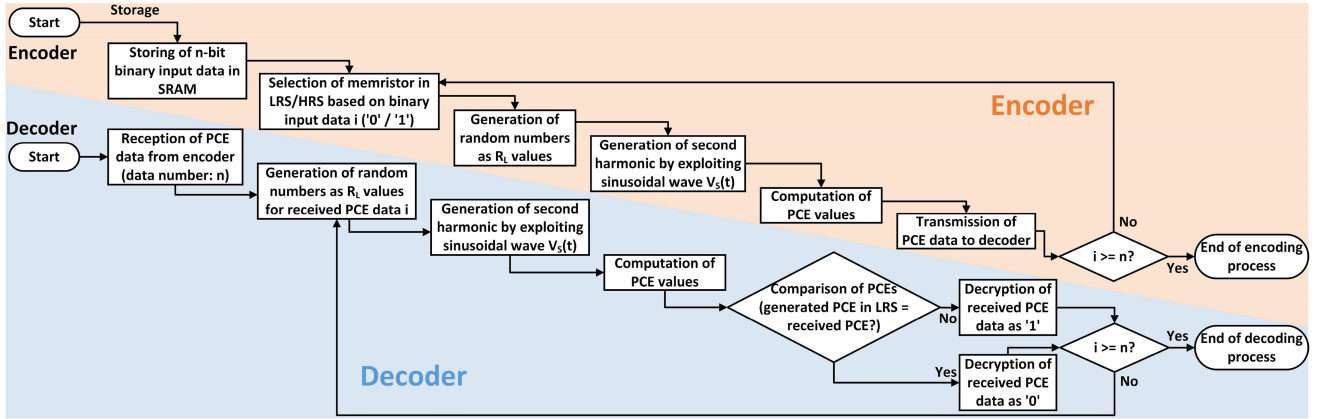 Start
Storage
Encoder
Storing of n-bit
binary input data in
SRAM
Selection of memristor in
LRS/HRS based on binary
input data i ('0' / '1')
Generation of
random numbers
as RL values
Generation of second
harmonic by exploiting
sinusoidal wave VS(t)
Computation of
PCE values
Transmission of
PCE data to decoder
i >= n?
No
Yes
End of encoding
process
Encoder
Decoder
Start
Reception of PCE
data from encoder
(data number: n)
Generation of random
numbers as RL values
for received PCE data i
Generation of second
harmonic by exploiting
sinusoidal wave VS(t)
Computation of
PCE values
Comparison of PCEs
(generated PCE in LRS =
received PCE?)
No
Decryption of
received PCE
data as '1'
Yes
Decryption of
received PCE
data as '0'
i >= n?
Yes
No
End of decoding
process
Decoder